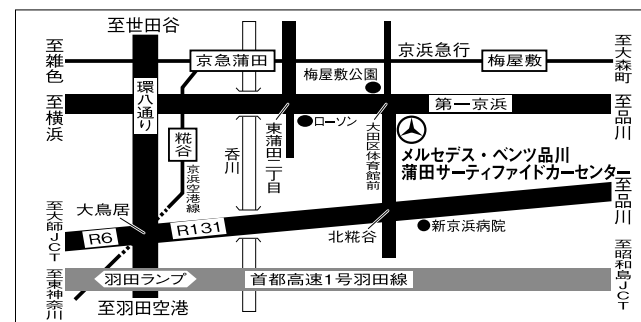 至世田谷
至雑色
京急蒲田
梅屋敷公園
京浜急行
梅屋敷
至大森町
環八通り
至横浜
第一京浜
至品川
糀谷
京浜空港線
呑川
東蒲田二丁目
ローソン
大田区体育館前
メルセデス・ベンツ品川
蒲田サーティファイドカーセンター
至大師JCT
大鳥居
R6
R131
北糀谷
新京浜病院
至品川
至東神奈川
羽田ランプ
首都高速1号羽田線
至昭和島JCT
至羽田空港